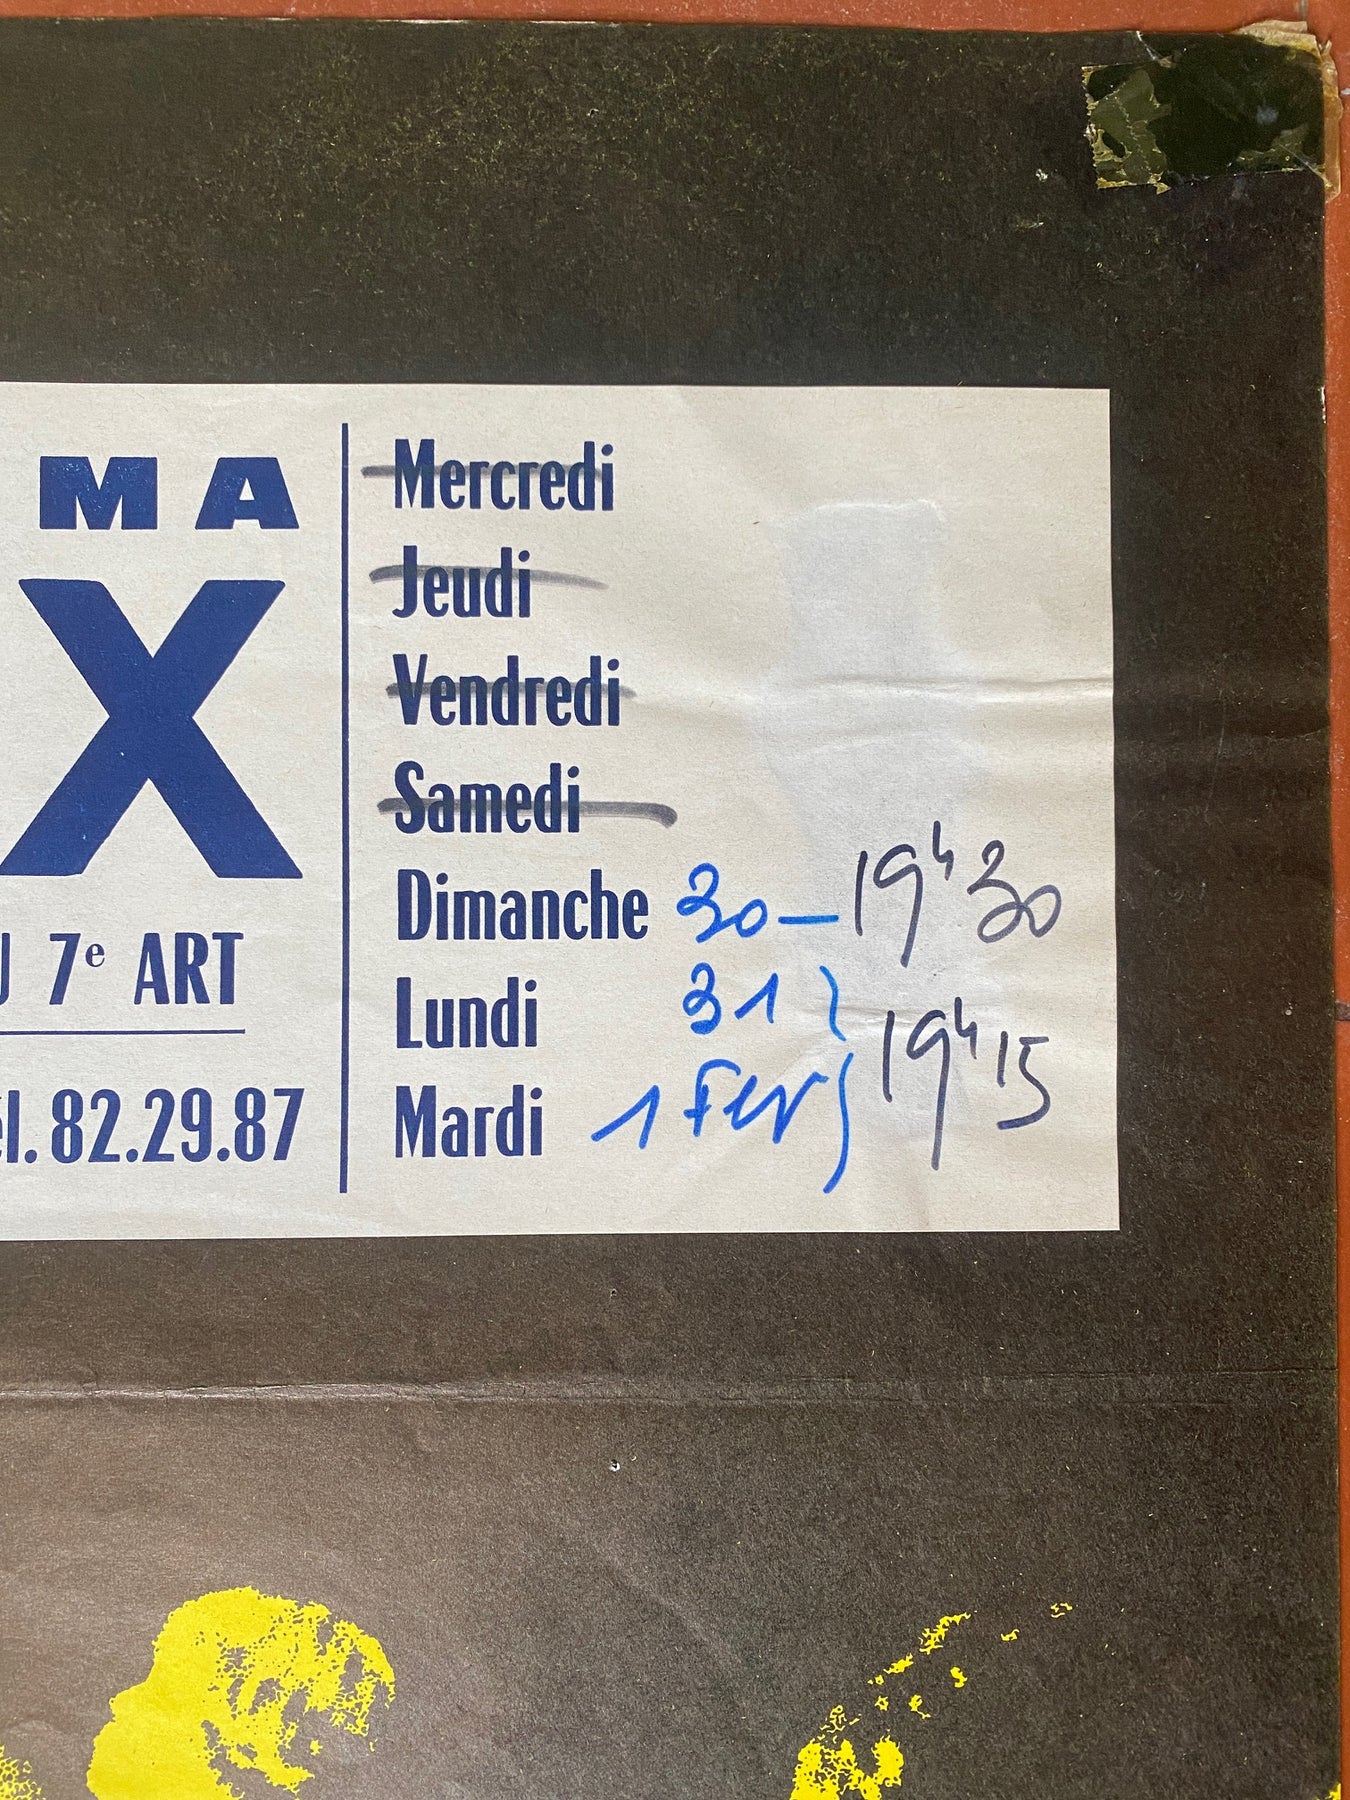 MA
X
U 7e ART
él. 82.29.87
Mercredi
Jeudi
Vendredi
Samedi
Dimanche 30 — 19h30
Lundi 31
Mardi 1 Fev 19h15